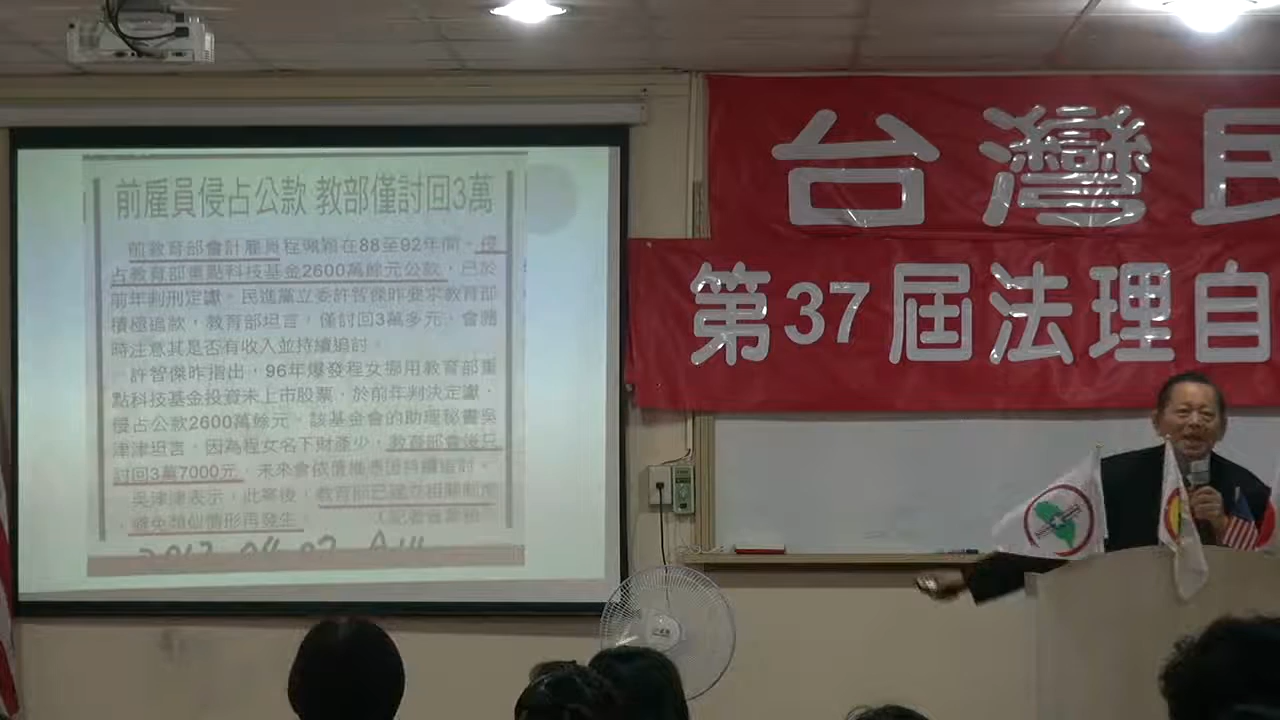 前雇員侵占公款 教部僅討回3萬
前教育部會計雇員程珮穎在88至92年間，侵
占教育部重點科技基金2600萬餘元公款，已於
前年判刑定讞。民進黨立委許智傑昨要求教育部
積極追款，教育部坦言，僅討回3萬多元，會隨
時注意其是否有收入並持續追討。
許智傑昨指出，96年爆發程女挪用教育部重
點科技基金投資未上市股票，於前年判決定讞，
侵占公款2600萬餘元。該基金會的助理秘書吳
津津坦言，因為程女名下財產少，教育部會後只
討回3萬7000元，未來會依債權憑證持續追討。
吳津津表示，此案後，教育部已建立相關制度
，避免類似情形再發生。
台灣民
第37屆法理自